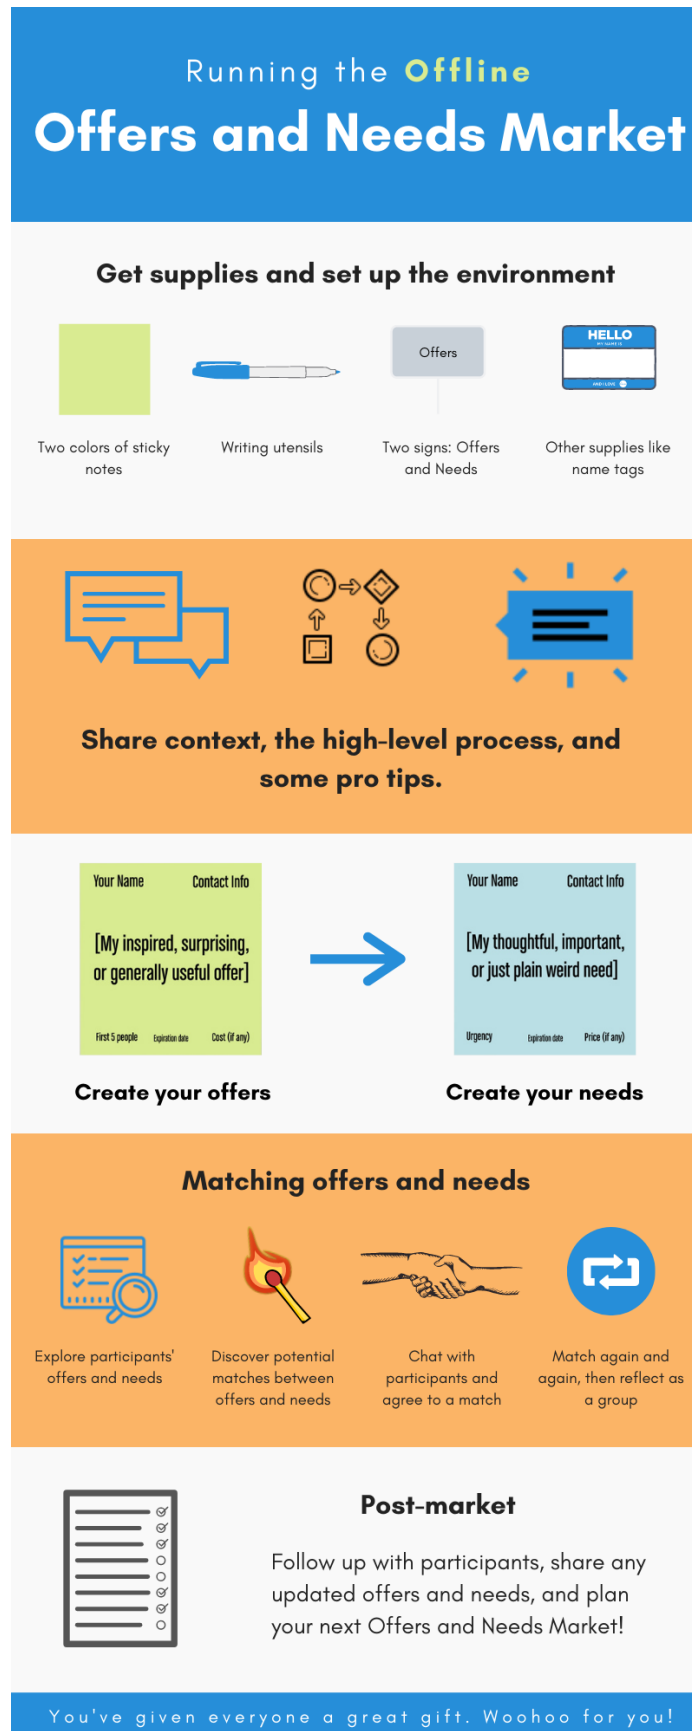 Running the Offline
Offers and Needs Market
Get supplies and set up the environment
Offers
HELLO
MY NAME IS
AND I LOVE
Two colors of sticky
notes
Writing utensils
Two signs: Offers
and Needs
Other supplies like
name tags
Share context, the high-level process, and
some pro tips.
Your Name Contact Info
[My inspired, surprising,
or generally useful offer]
First 5 people Expiration date Cost (if any)
Create your offers
Your Name Contact Info
[My thoughtful, important,
or just plain weird need]
Urgency Expiration date Price (if any)
Create your needs
Matching offers and needs
Explore participants'
offers and needs
Discover potential
matches between
offers and needs
Chat with
participants and
agree to a match
Match again and
again, then reflect as
a group
Post-market
Follow up with participants, share any
updated offers and needs, and plan
your next Offers and Needs Market!
You've given everyone a great gift. Woohoo for you!